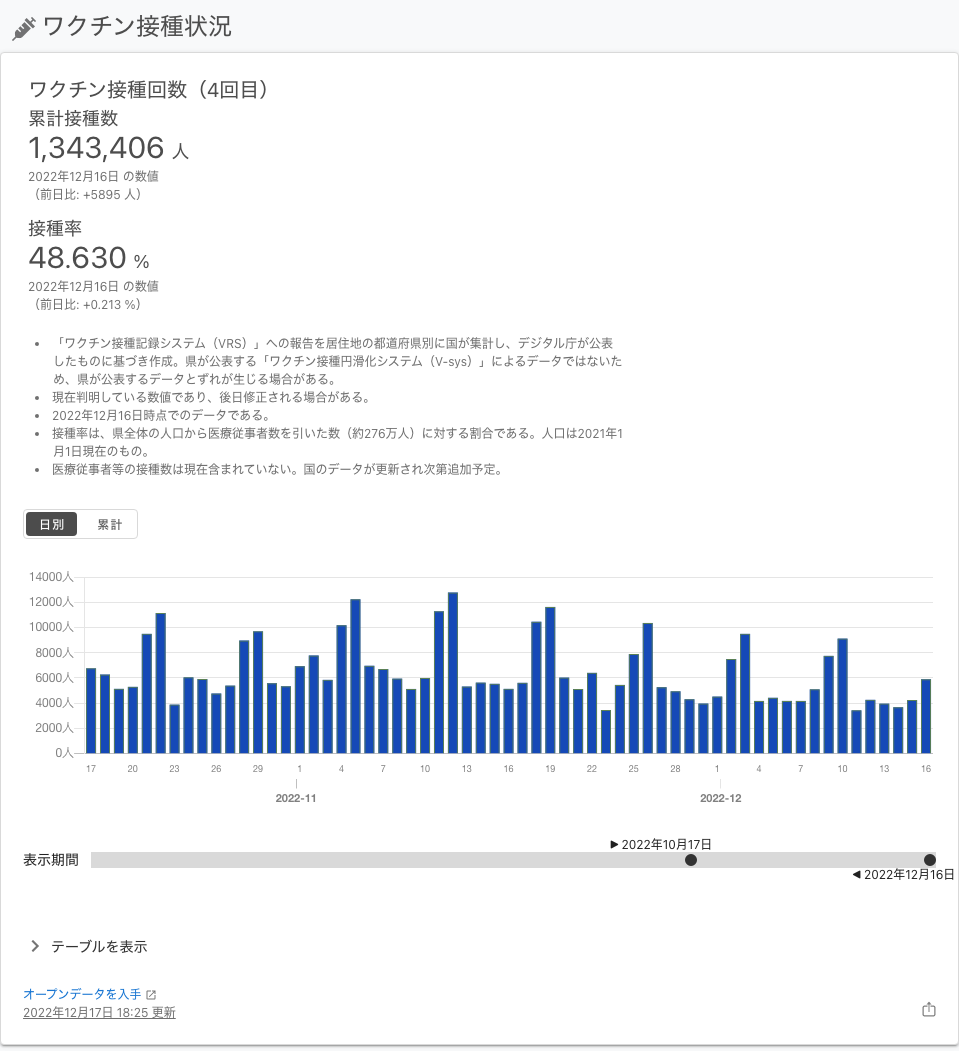 ワクチン接種状況
ワクチン接種回数（4回目）
累計接種数
1,343,406 人
2022年12月16日 の数値
（前日比: +5895 人）
接種率
48.630 %
2022年12月16日 の数値
（前日比: +0.213 %）
• 「ワクチン接種記録システム（VRS）」への報告を居住地の都道府県別に国が集計し、デジタル庁が公表
したものに基づき作成。県が公表する「ワクチン接種円滑化システム（V-sys）」によるデータではないた
め、県が公表するデータとずれが生じる場合がある。
• 現在判明している数値であり、後日修正される場合がある。
• 2022年12月16日時点でのデータである。
• 接種率は、県全体の人口から医療従事者数を引いた数（約276万人）に対する割合である。人口は2021年1
月1日現在のもの。
• 医療従事者等の接種数は現在含まれていない。国のデータが更新され次第追加予定。
日別 累計
14000人
12000人
10000人
8000人
6000人
4000人
2000人
0人
17 20 23 26 29 1 4 7 10 13 16 19 22 25 28 1 4 7 10 13 16
2022-11 2022-12
▶ 2022年10月17日
表示期間
◀ 2022年12月16日
テーブルを表示
オープンデータを入手
2022年12月17日 18:25 更新